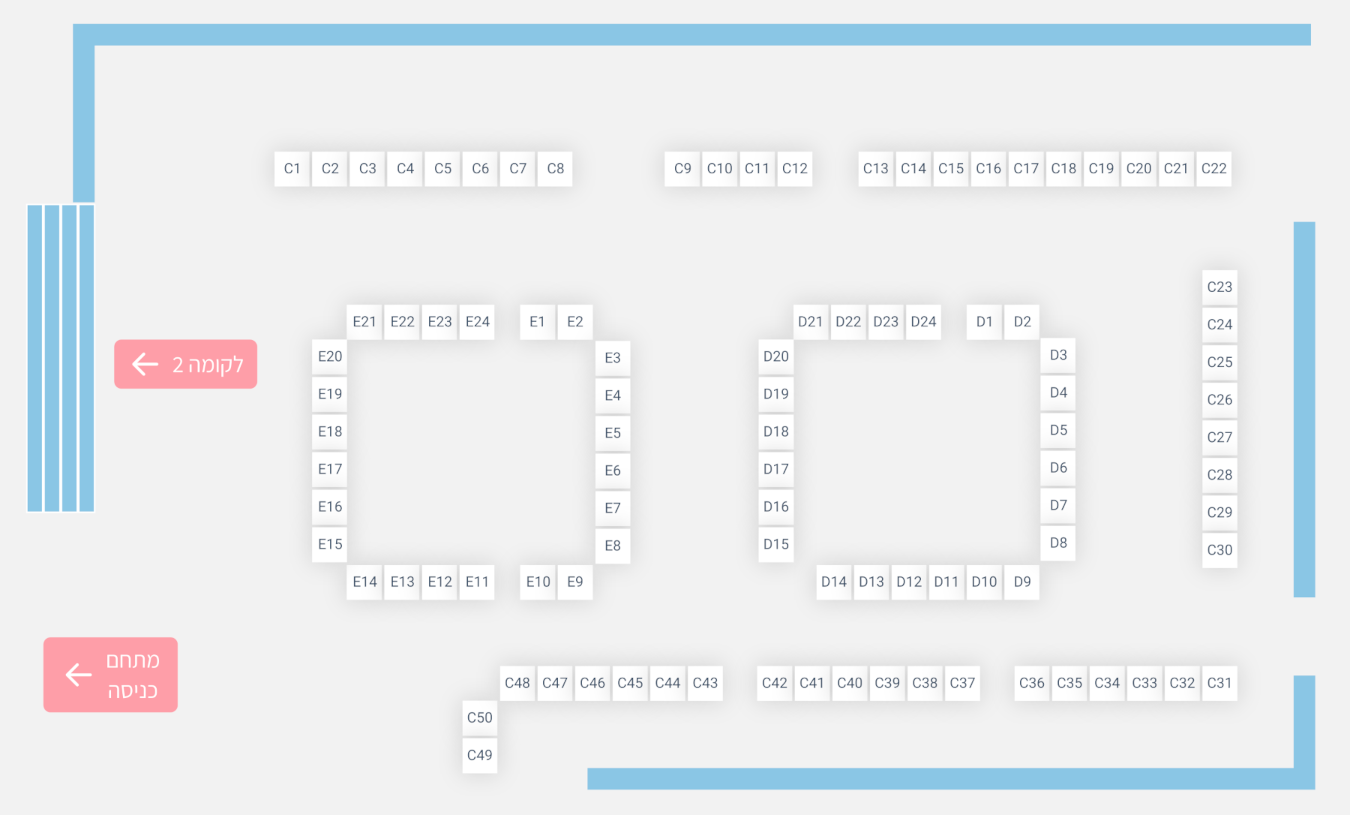 C1 C2 C3 C4 C5 C6 C7 C8 C9 C10 C11 C12 C13 C14 C15 C16 C17 C18 C19 C20 C21 C22
C23
C24
C25
C26
C27
C28
C29
C30
E21 E22 E23 E24 E1 E2
E20
E19
E18
E17
E16
E15
E3
E4
E5
E6
E7
E8
E14 E13 E12 E11 E10 E9
D21 D22 D23 D24 D1 D2
D20
D19
D18
D17
D16
D15
D3
D4
D5
D6
D7
D8
D14 D13 D12 D11 D10 D9
לקומה 2
מתחם
כניסה
C48 C47 C46 C45 C44 C43 C42 C41 C40 C39 C38 C37 C36 C35 C34 C33 C32 C31
C50
C49